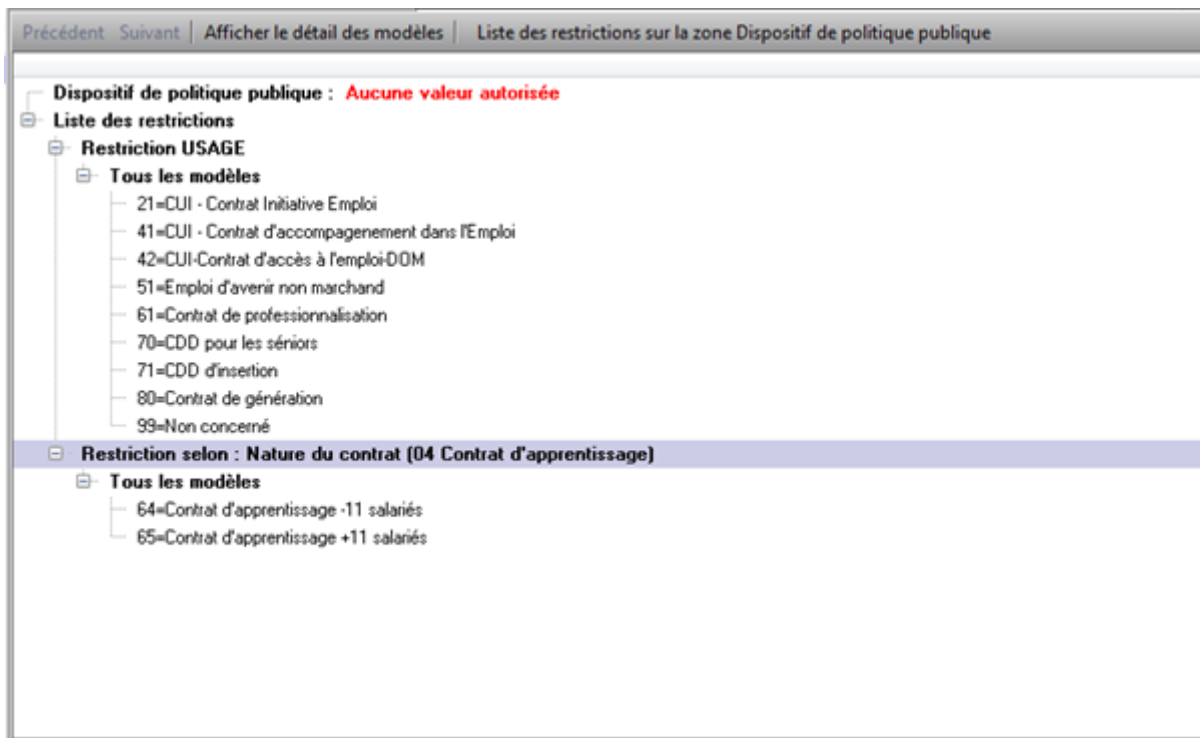 Précédent Suivant Afficher le détail des modèles Liste des restrictions sur la zone Dispositif de politique publique
Dispositif de politique publique : Aucune valeur autorisée
Liste des restrictions
Restriction USAGE
Tous les modèles
21=CUI - Contrat Initiative Emploi
41=CUI - Contrat d'accompagenement dans l'Emploi
42=CUI-Contrat d'accès à l'emploi-DOM
51=Emploi d'avenir non marchand
61=Contrat de professionnalisation
70=CDD pour les séniors
71=CDD d'insertion
80=Contrat de génération
99=Non concerné
Restriction selon : Nature du contrat (04 Contrat d'apprentissage)
Tous les modèles
64=Contrat d'apprentissage -11 salariés
65=Contrat d'apprentissage +11 salariés